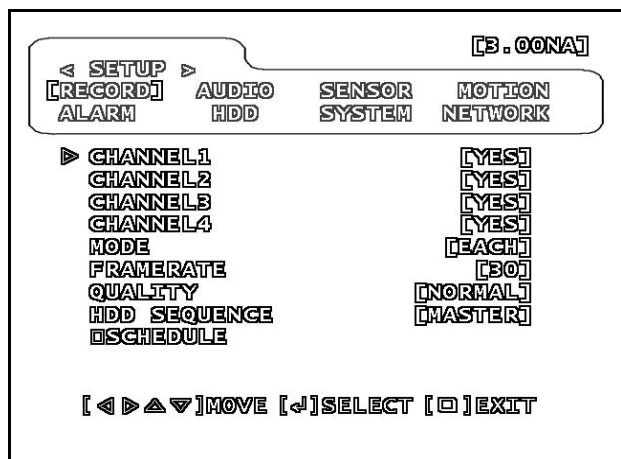 [3.00NA]
< SETUP >
[RECORD] AUDIO SENSOR MOTION
ALARM HDD SYSTEM NETWORK
▷ CHANNEL1 [YES]
CHANNEL2 [YES]
CHANNEL3 [YES]
CHANNEL4 [YES]
MODE [EACH]
FRAMERATE [30]
QUALITY [NORMAL]
HDD SEQUENCE [MASTER]
□SCHEDULE
[◁▷△▽]MOVE [↲]SELECT [□]EXIT